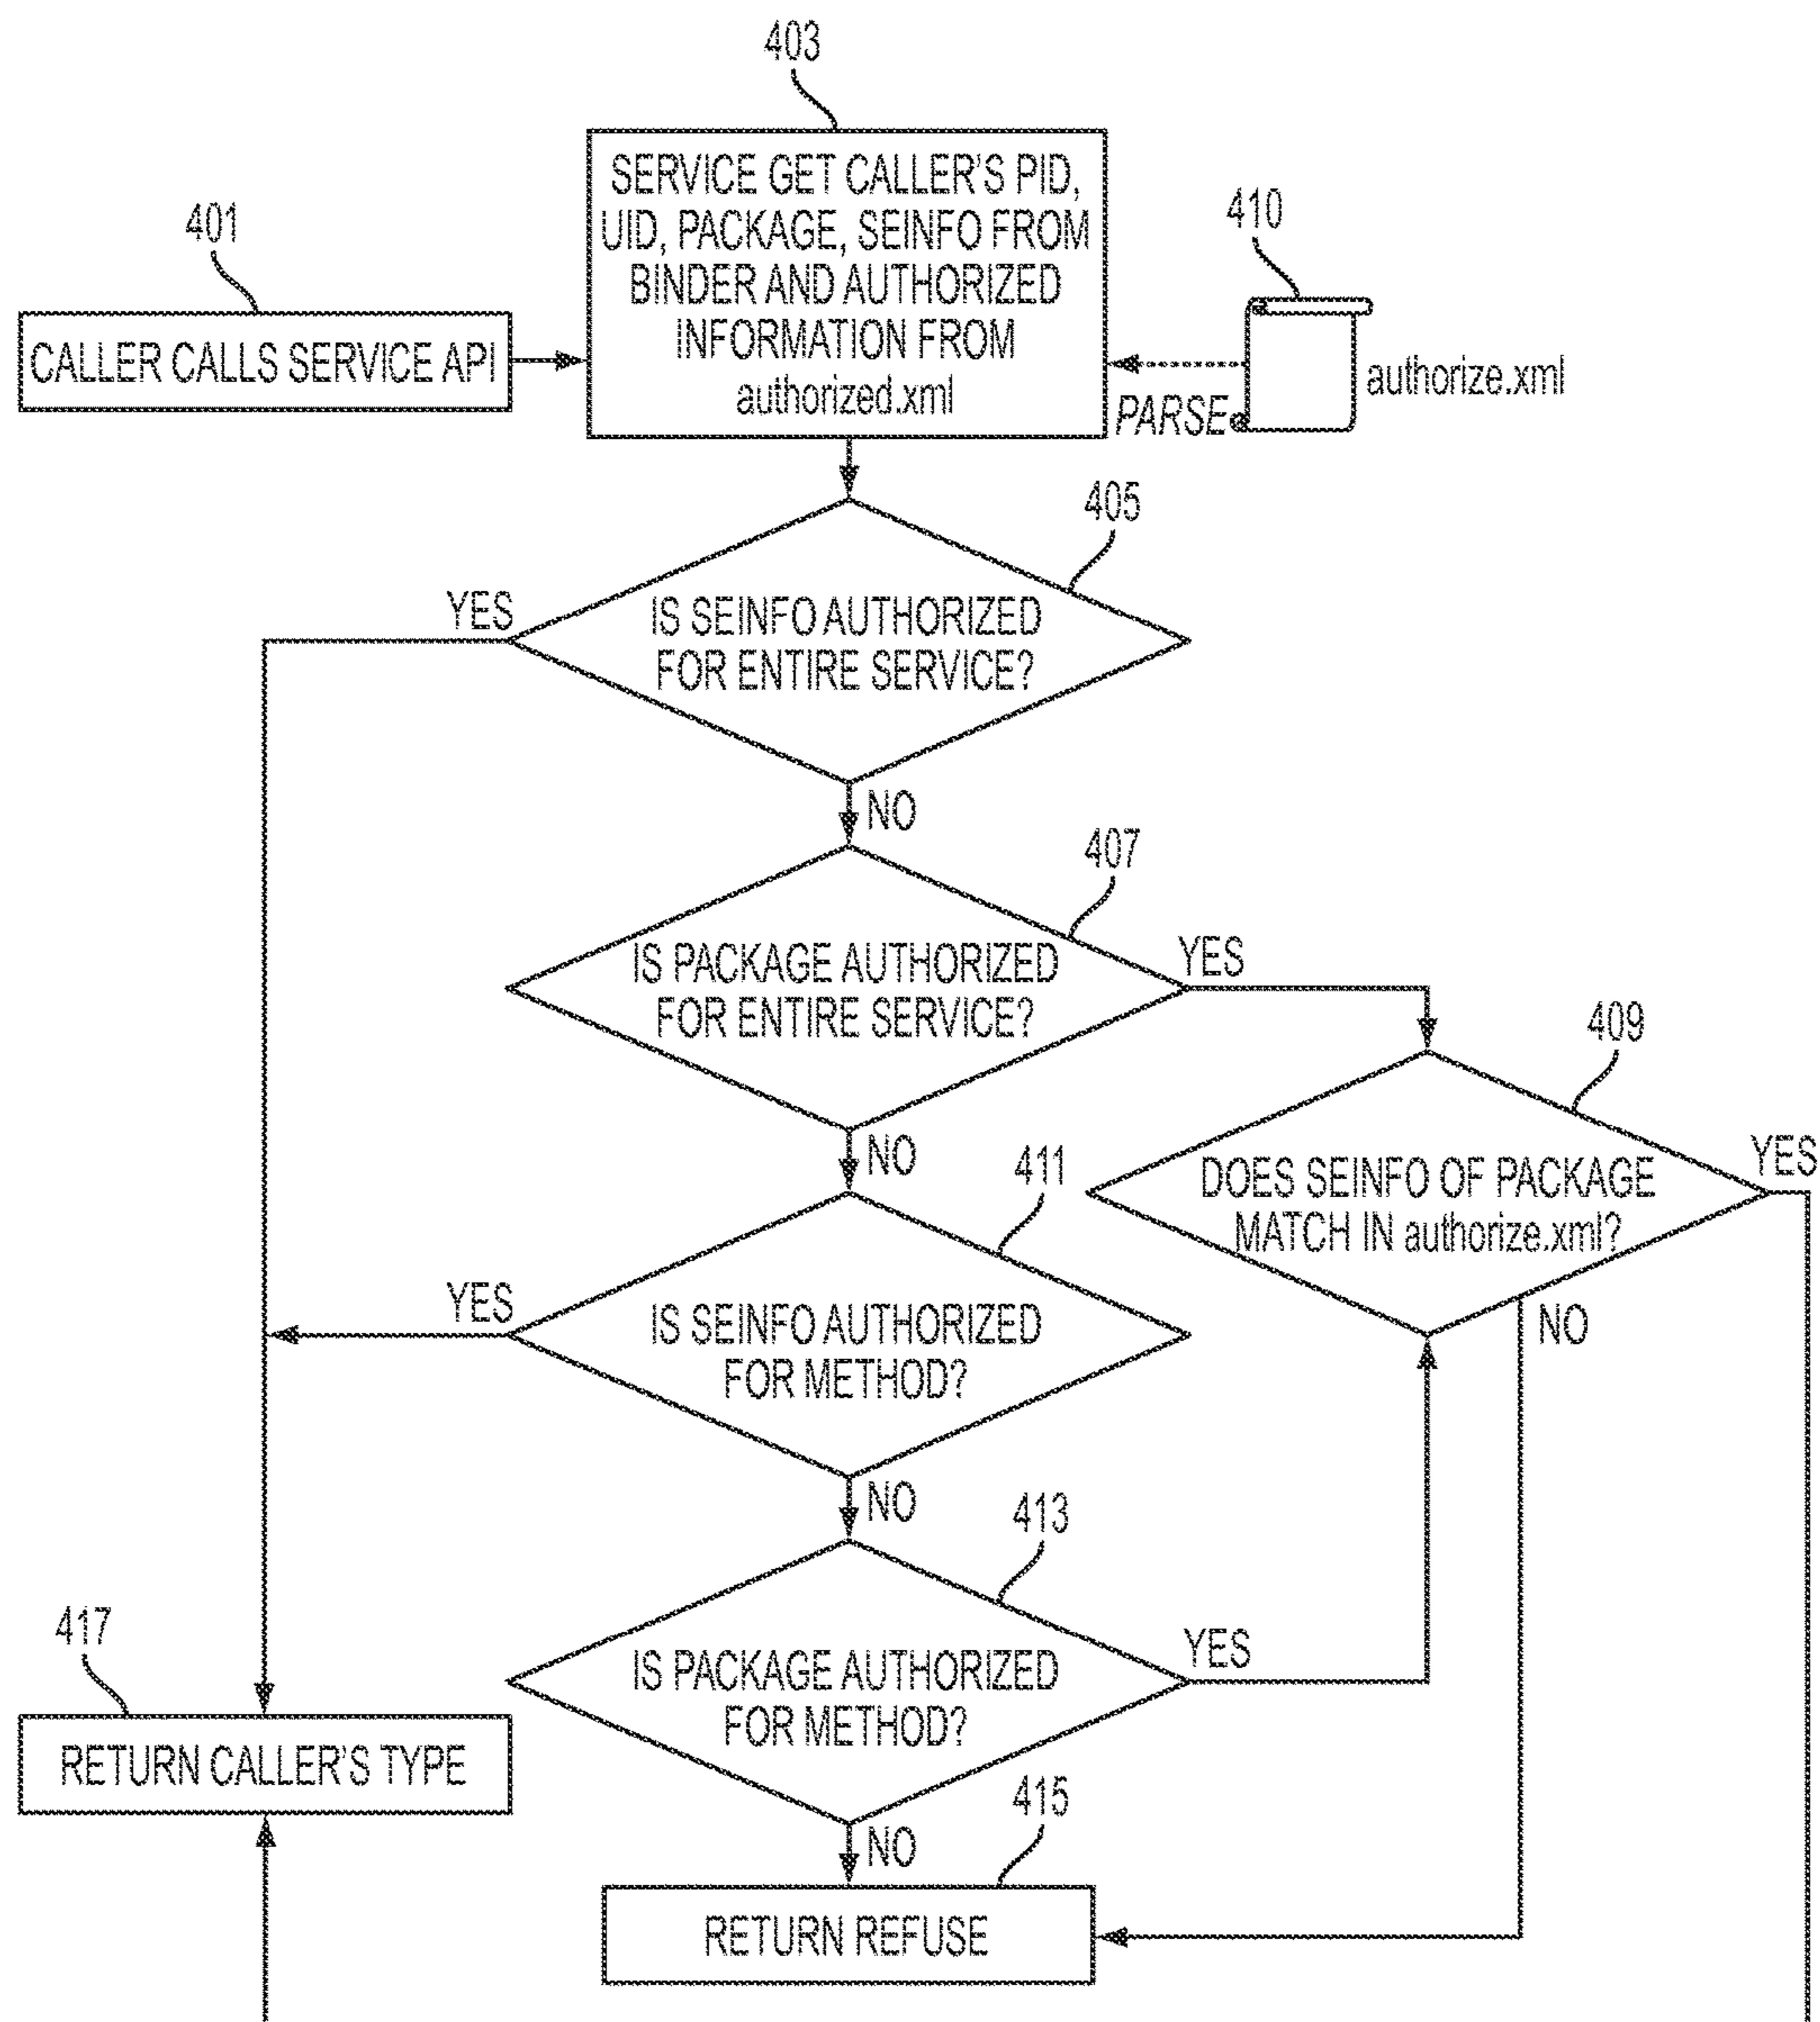 403
SERVICE GET CALLER'S PID,
UID, PACKAGE, SEINFO FROM
BINDER AND AUTHORIZED
INFORMATION FROM
authorized.xml
401
CALLER CALLS SERVICE API
410
authorize.xml
PARSE
405
IS SEINFO AUTHORIZED
FOR ENTIRE SERVICE?
YES
NO
407
IS PACKAGE AUTHORIZED
FOR ENTIRE SERVICE?
YES
NO
409
DOES SEINFO OF PACKAGE
MATCH IN authorize.xml?
YES
NO
411
IS SEINFO AUTHORIZED
FOR METHOD?
YES
NO
413
IS PACKAGE AUTHORIZED
FOR METHOD?
YES
NO
417
RETURN CALLER'S TYPE
415
RETURN REFUSE